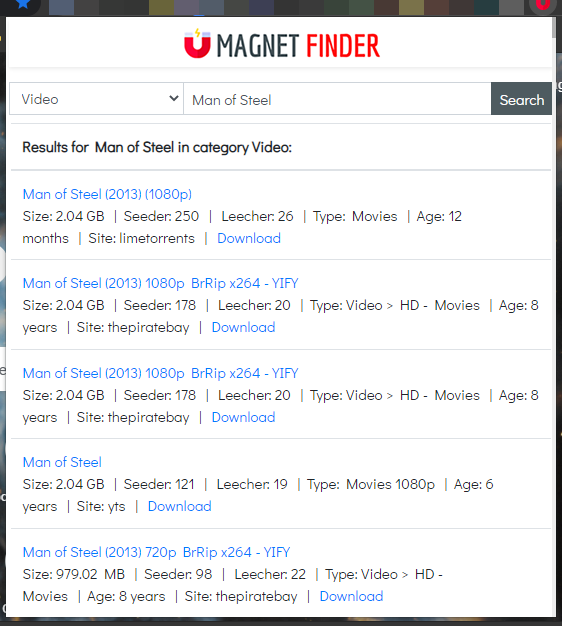 MAGNET FINDER
Video Man of Steel Search
Results for Man of Steel in category Video:
Man of Steel (2013) (1080p)
Size: 2.04 GB | Seeder: 250 | Leecher: 26 | Type: Movies | Age: 12
months | Site: limetorrents | Download
Man of Steel (2013) 1080p BrRip x264 - YIFY
Size: 2.04 GB | Seeder: 178 | Leecher: 20 | Type: Video > HD - Movies | Age: 8
years | Site: thepiratebay | Download
Man of Steel (2013) 1080p BrRip x264 - YIFY
Size: 2.04 GB | Seeder: 178 | Leecher: 20 | Type: Video > HD - Movies | Age: 8
years | Site: thepiratebay | Download
Man of Steel
Size: 2.04 GB | Seeder: 121 | Leecher: 19 | Type: Movies 1080p | Age: 6
years | Site: yts | Download
Man of Steel (2013) 720p BrRip x264 - YIFY
Size: 979.02 MB | Seeder: 98 | Leecher: 22 | Type: Video > HD -
Movies | Age: 8 years | Site: thepiratebay | Download